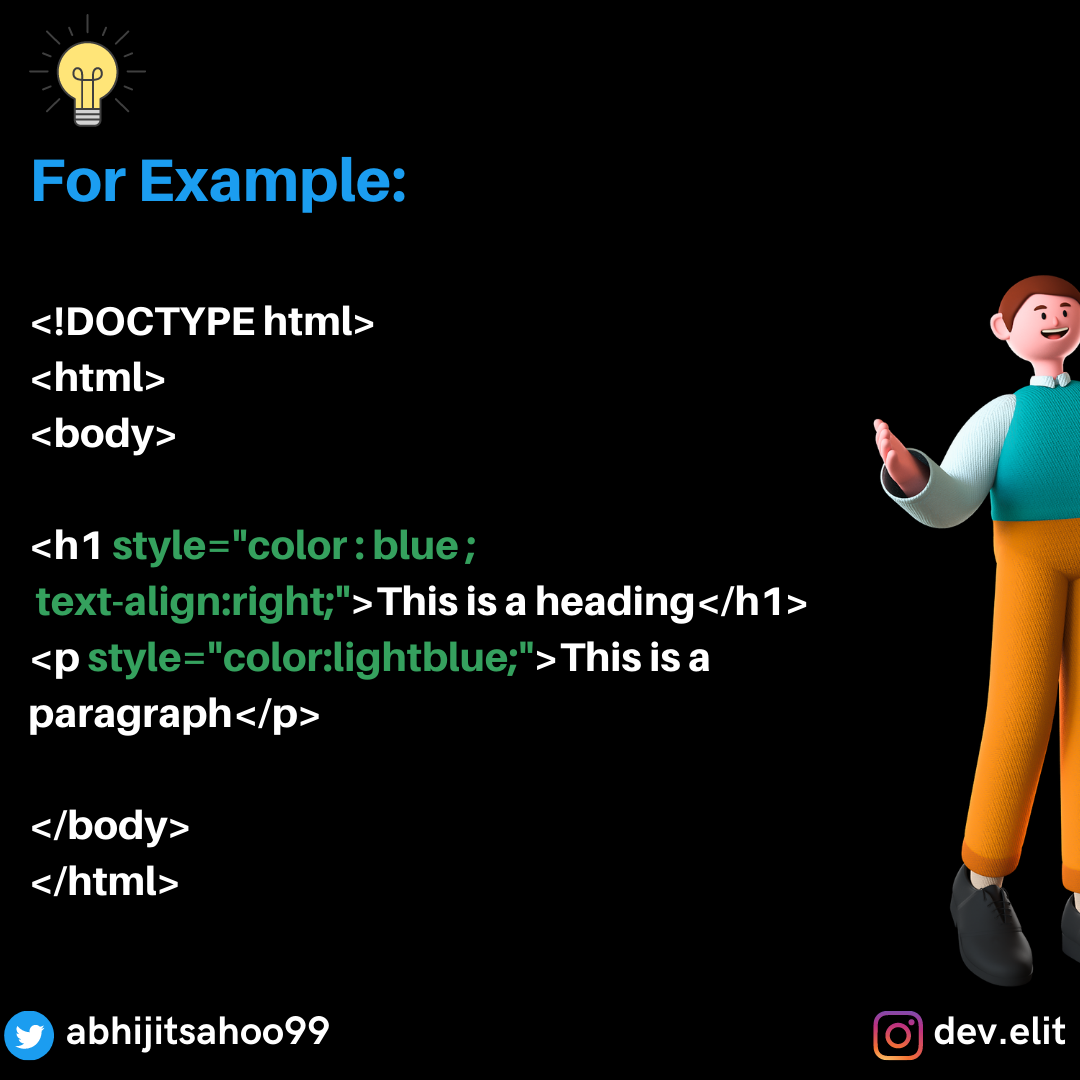 For Example:
<!DOCTYPE html>
<html>
<body>
<h1 style="color : blue ;
text-align:right;">This is a heading</h1>
<p style="color:lightblue;">This is a
paragraph</p>
</body>
</html>
abhijitsahoo99
dev.elit